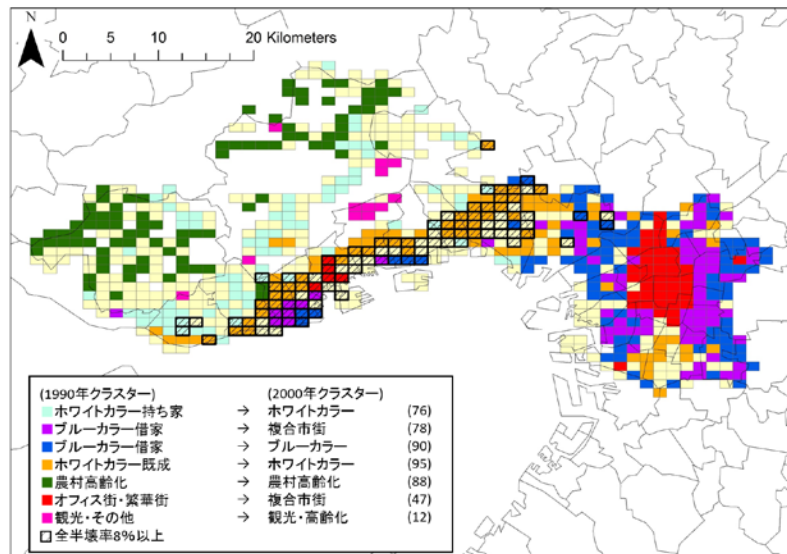 N
0 5 10 20 Kilometers
(1990年クラスター) (2000年クラスター)
ホワイトカラー持ち家 → ホワイトカラー (76)
ブルーカラー借家 → 複合市街 (78)
ブルーカラー借家 → ブルーカラー (90)
ホワイトカラー既成 → ホワイトカラー (95)
農村高齢化 → 農村高齢化 (88)
オフィス街・繁華街 → 複合市街 (47)
観光・その他 → 観光・高齢化 (12)
全半壊率8%以上